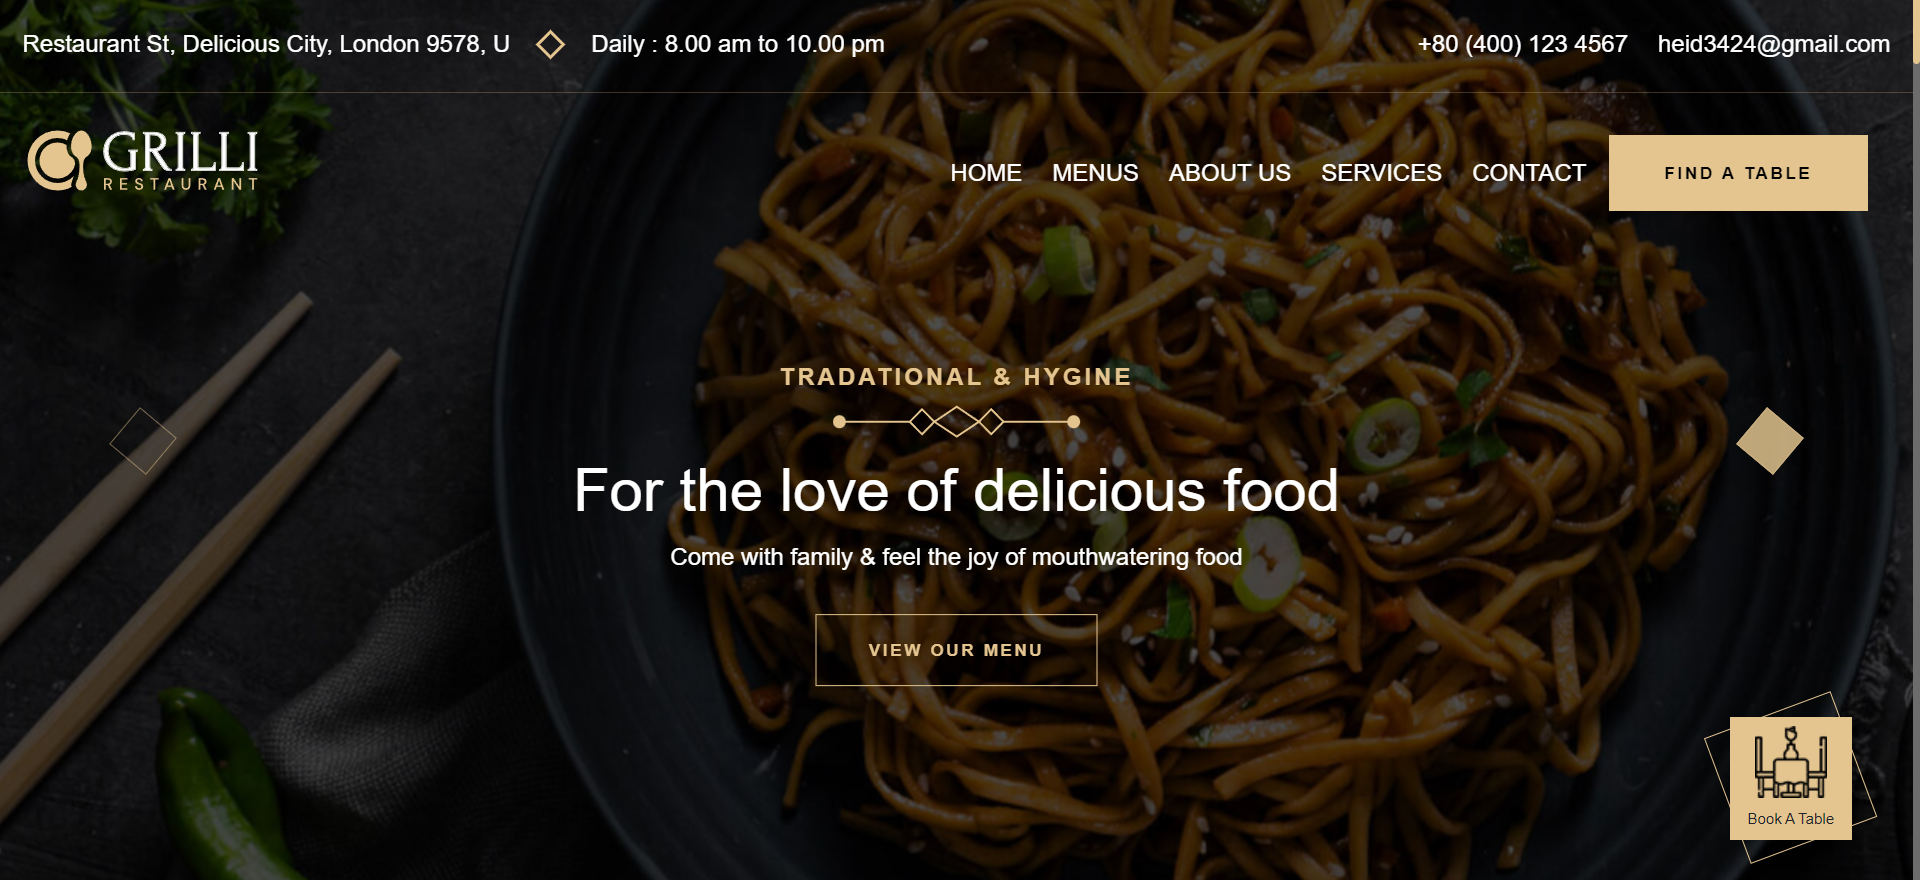 Restaurant St, Delicious City, London 9578, U
Daily : 8.00 am to 10.00 pm
+80 (400) 123 4567
heid3424@gmail.com
GRILLI
RESTAURANT
HOME MENUS ABOUT US SERVICES CONTACT
FIND A TABLE
TRADATIONAL & HYGINE
For the love of delicious food
Come with family & feel the joy of mouthwatering food
VIEW OUR MENU
Book A Table